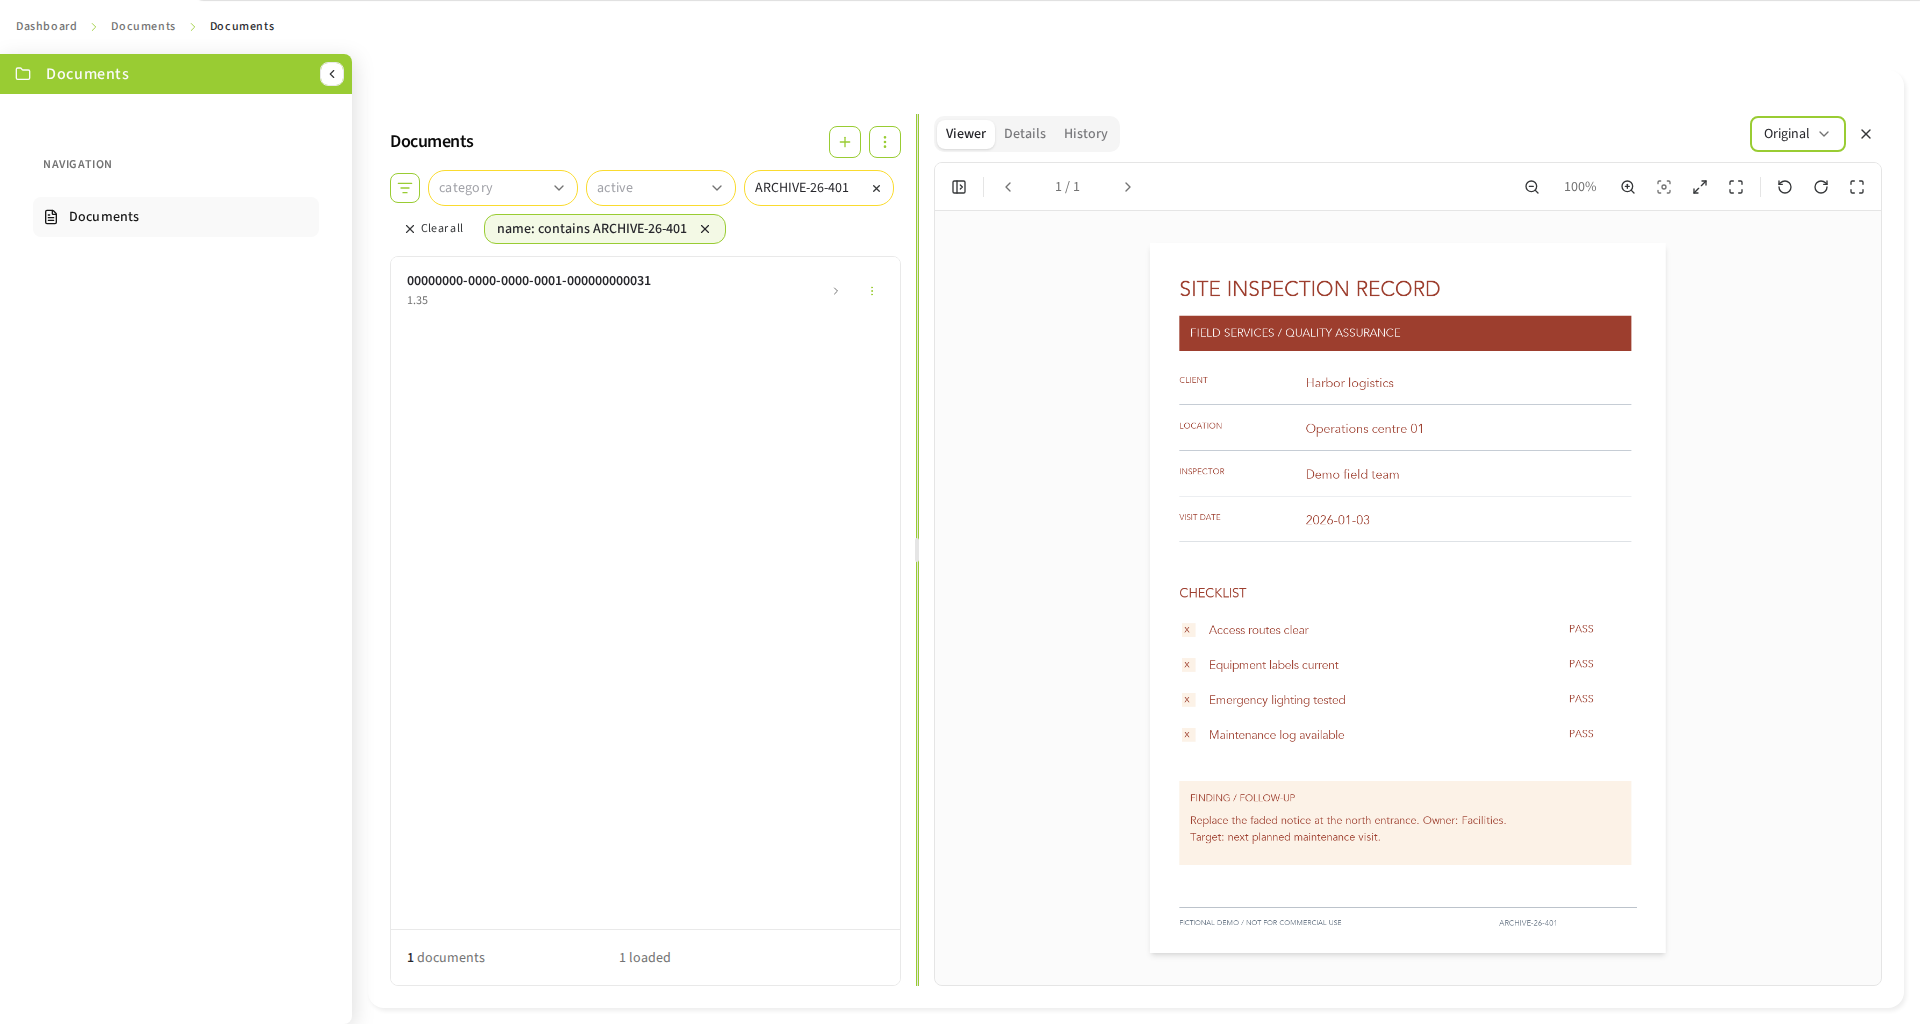 Dashboard Documents Documents
Documents
NAVIGATION
Documents
Documents
category active ARCHIVE-26-401
Clear all name: contains ARCHIVE-26-401
00000000-0000-0000-0001-000000000031
1.35
1 documents 1 loaded
Viewer Details History Original
1 / 1 100%
SITE INSPECTION RECORD
FIELD SERVICES / QUALITY ASSURANCE
CLIENT Harbor logistics
LOCATION Operations centre 01
INSPECTOR Demo field team
VISIT DATE 2026-01-03
CHECKLIST
x Access routes clear PASS
x Equipment labels current PASS
x Emergency lighting tested PASS
x Maintenance log available PASS
FINDING / FOLLOW-UP
Replace the faded notice at the north entrance. Owner: Facilities.
Target: next planned maintenance visit.
FICTIONAL DEMO / NOT FOR COMMERCIAL USE ARCHIVE-26-401